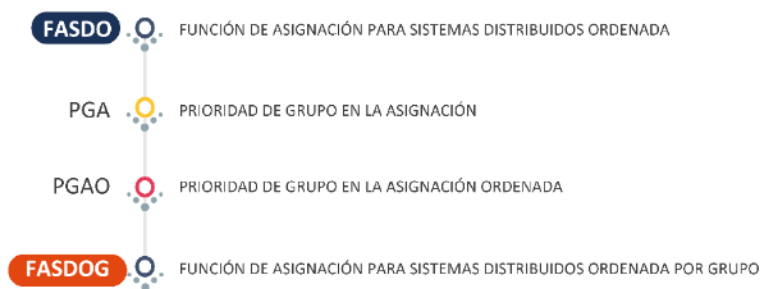 FASDO FUNCIÓN DE ASIGNACIÓN PARA SISTEMAS DISTRIBUIDOS ORDENADA
PGA PRIORIDAD DE GRUPO EN LA ASIGNACIÓN
PGAO PRIORIDAD DE GRUPO EN LA ASIGNACIÓN ORDENADA
FASDOG FUNCIÓN DE ASIGNACIÓN PARA SISTEMAS DISTRIBUIDOS ORDENADA POR GRUPO